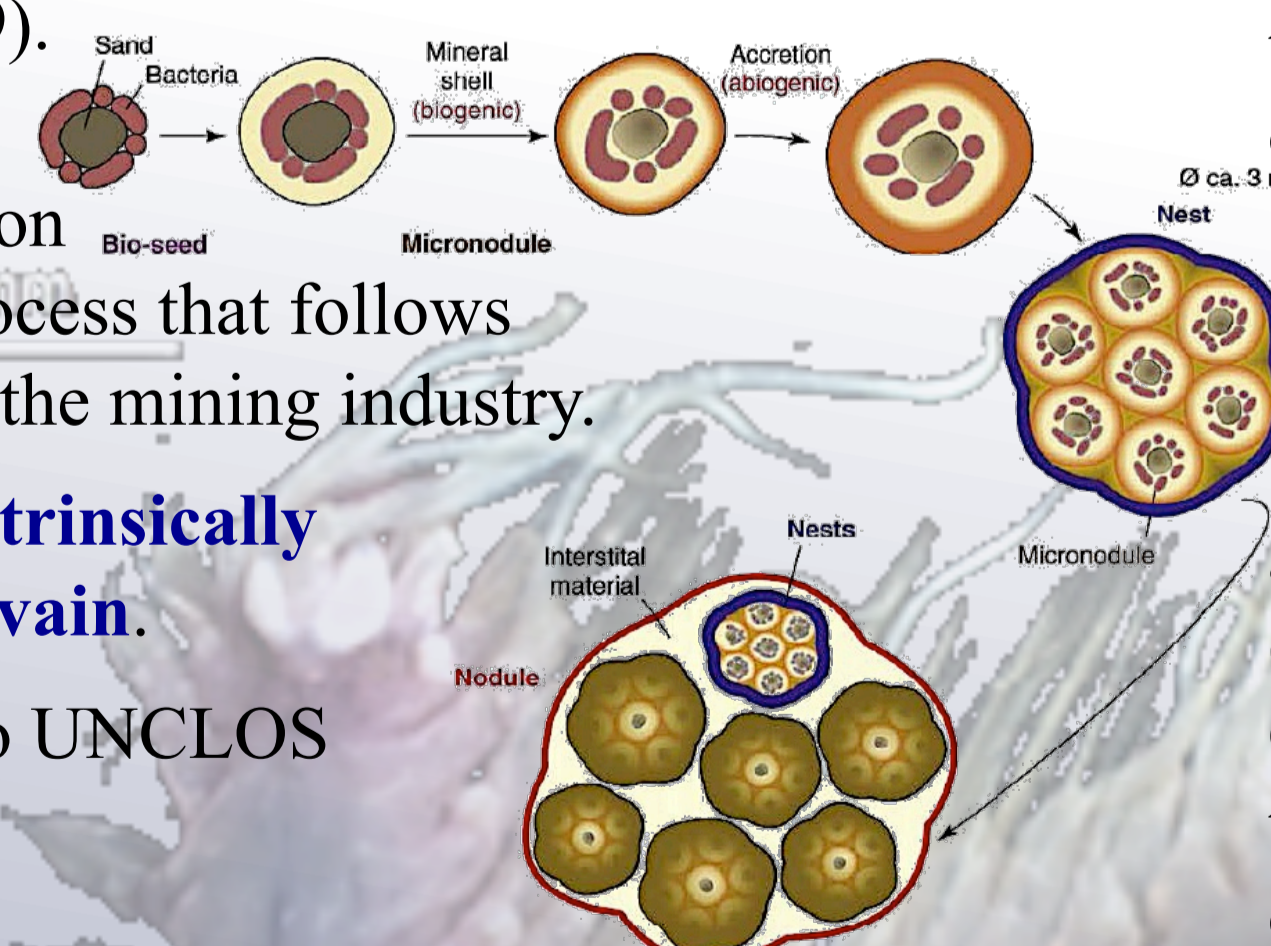 ).
Sand
Bacteria
Mineral
shell
(biogenic)
Accretion
(abiogenic)
Ø ca. 3
Nest
on
Bio-seed
Micronodule
ocess that follows
the mining industry.
trinsically
vain.
UNCLOS
Nests
Interstital
material
Micronodule
Nodule